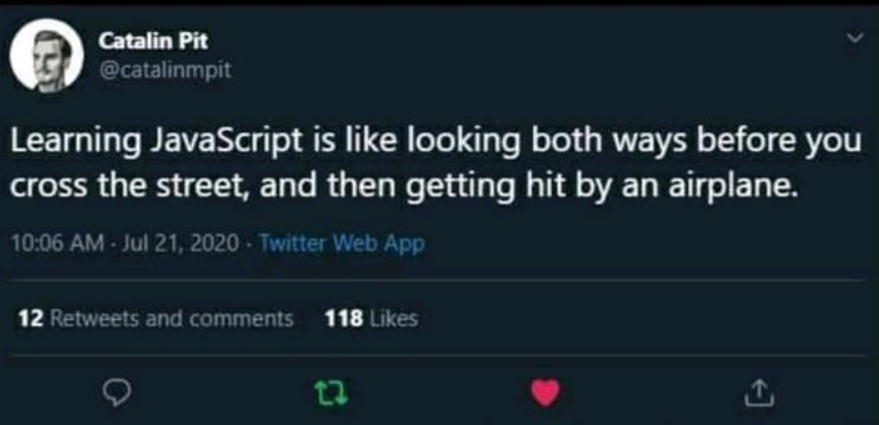 Catalin Pit
@catalinmpit
Learning JavaScript is like looking both ways before you
cross the street, and then getting hit by an airplane.
10:06 AM · Jul 21, 2020 · Twitter Web App
12 Retweets and comments 118 Likes